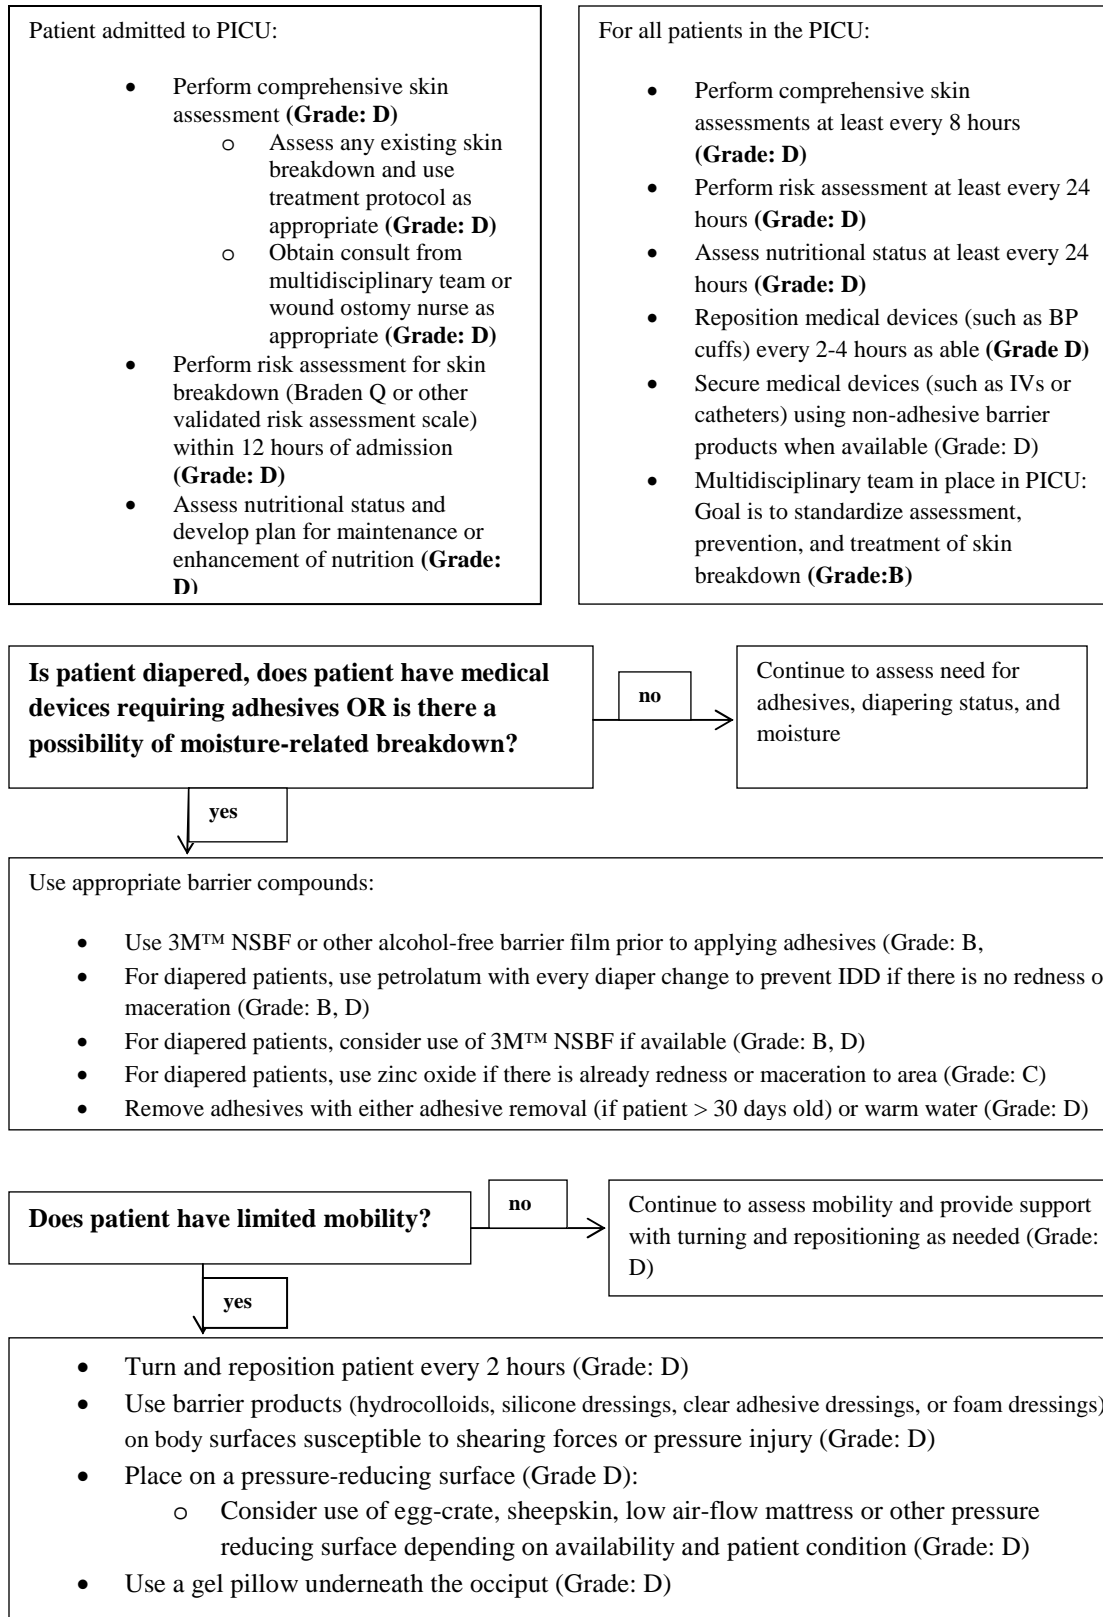 Patient admitted to PICU:
• Perform comprehensive skin
assessment (Grade: D)
o Assess any existing skin
breakdown and use
treatment protocol as
appropriate (Grade: D)
o Obtain consult from
multidisciplinary team or
wound ostomy nurse as
appropriate (Grade: D)
• Perform risk assessment for skin
breakdown (Braden Q or other
validated risk assessment scale)
within 12 hours of admission
(Grade: D)
• Assess nutritional status and
develop plan for maintenance or
enhancement of nutrition (Grade:
D)
For all patients in the PICU:
• Perform comprehensive skin
assessments at least every 8 hours
(Grade: D)
• Perform risk assessment at least every 24
hours (Grade: D)
• Assess nutritional status at least every 24
hours (Grade: D)
• Reposition medical devices (such as BP
cuffs) every 2-4 hours as able (Grade D)
• Secure medical devices (such as IVs or
catheters) using non-adhesive barrier
products when available (Grade: D)
• Multidisciplinary team in place in PICU:
Goal is to standardize assessment,
prevention, and treatment of skin
breakdown (Grade:B)
Is patient diapered, does patient have medical
devices requiring adhesives OR is there a
possibility of moisture-related breakdown?
no
Continue to assess need for
adhesives, diapering status, and
moisture
yes
Use appropriate barrier compounds:
• Use 3M™ NSBF or other alcohol-free barrier film prior to applying adhesives (Grade: B,
• For diapered patients, use petrolatum with every diaper change to prevent IDD if there is no redness o
maceration (Grade: B, D)
• For diapered patients, consider use of 3M™ NSBF if available (Grade: B, D)
• For diapered patients, use zinc oxide if there is already redness or maceration to area (Grade: C)
• Remove adhesives with either adhesive removal (if patient > 30 days old) or warm water (Grade: D)
Does patient have limited mobility?
no
Continue to assess mobility and provide support
with turning and repositioning as needed (Grade:
D)
yes
• Turn and reposition patient every 2 hours (Grade: D)
• Use barrier products (hydrocolloids, silicone dressings, clear adhesive dressings, or foam dressings)
on body surfaces susceptible to shearing forces or pressure injury (Grade: D)
• Place on a pressure-reducing surface (Grade D):
o Consider use of egg-crate, sheepskin, low air-flow mattress or other pressure
reducing surface depending on availability and patient condition (Grade: D)
• Use a gel pillow underneath the occiput (Grade: D)